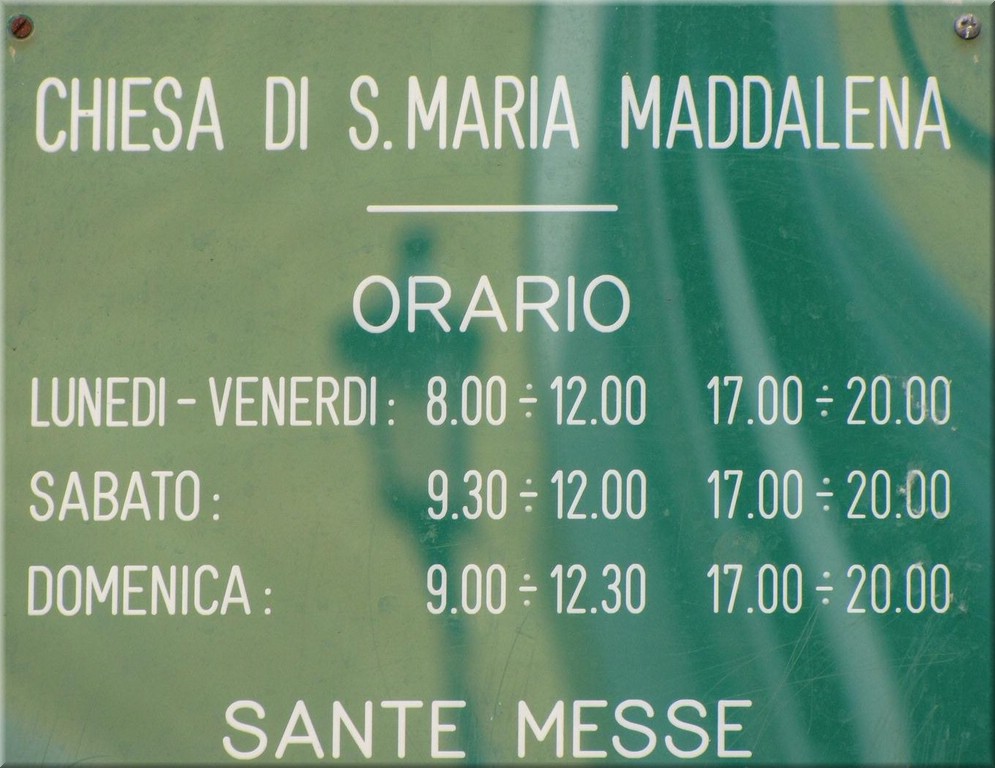 CHIESA DI S. MARIA MADDALENA
ORARIO
LUNEDI - VENERDI: 8.00 ÷ 12.00 17.00 ÷ 20.00
SABATO: 9.30 ÷ 12.00 17.00 ÷ 20.00
DOMENICA: 9.00 ÷ 12.30 17.00 ÷ 20.00
SANTE MESSE